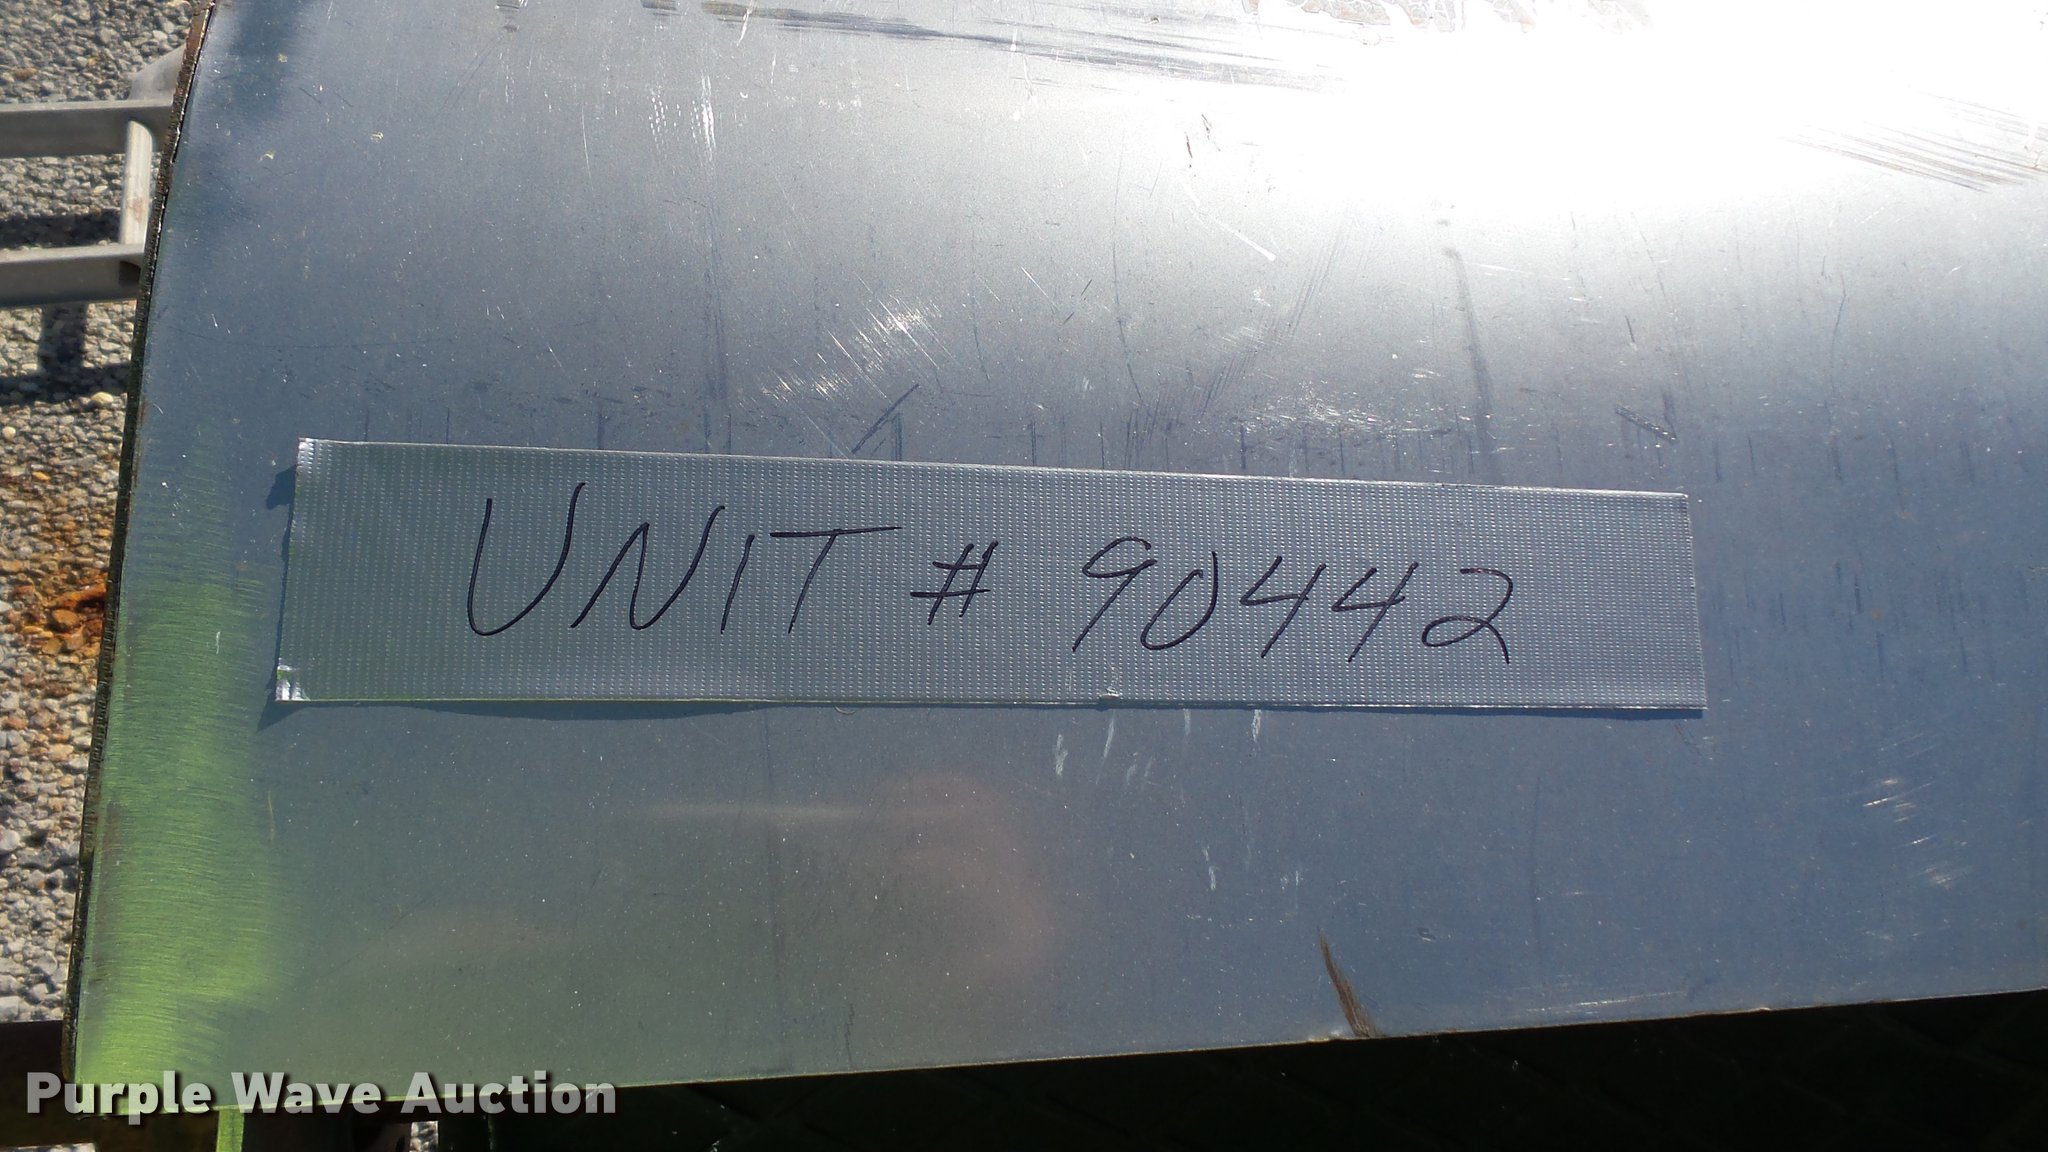 UNIT # 90442
Purple Wave Auction